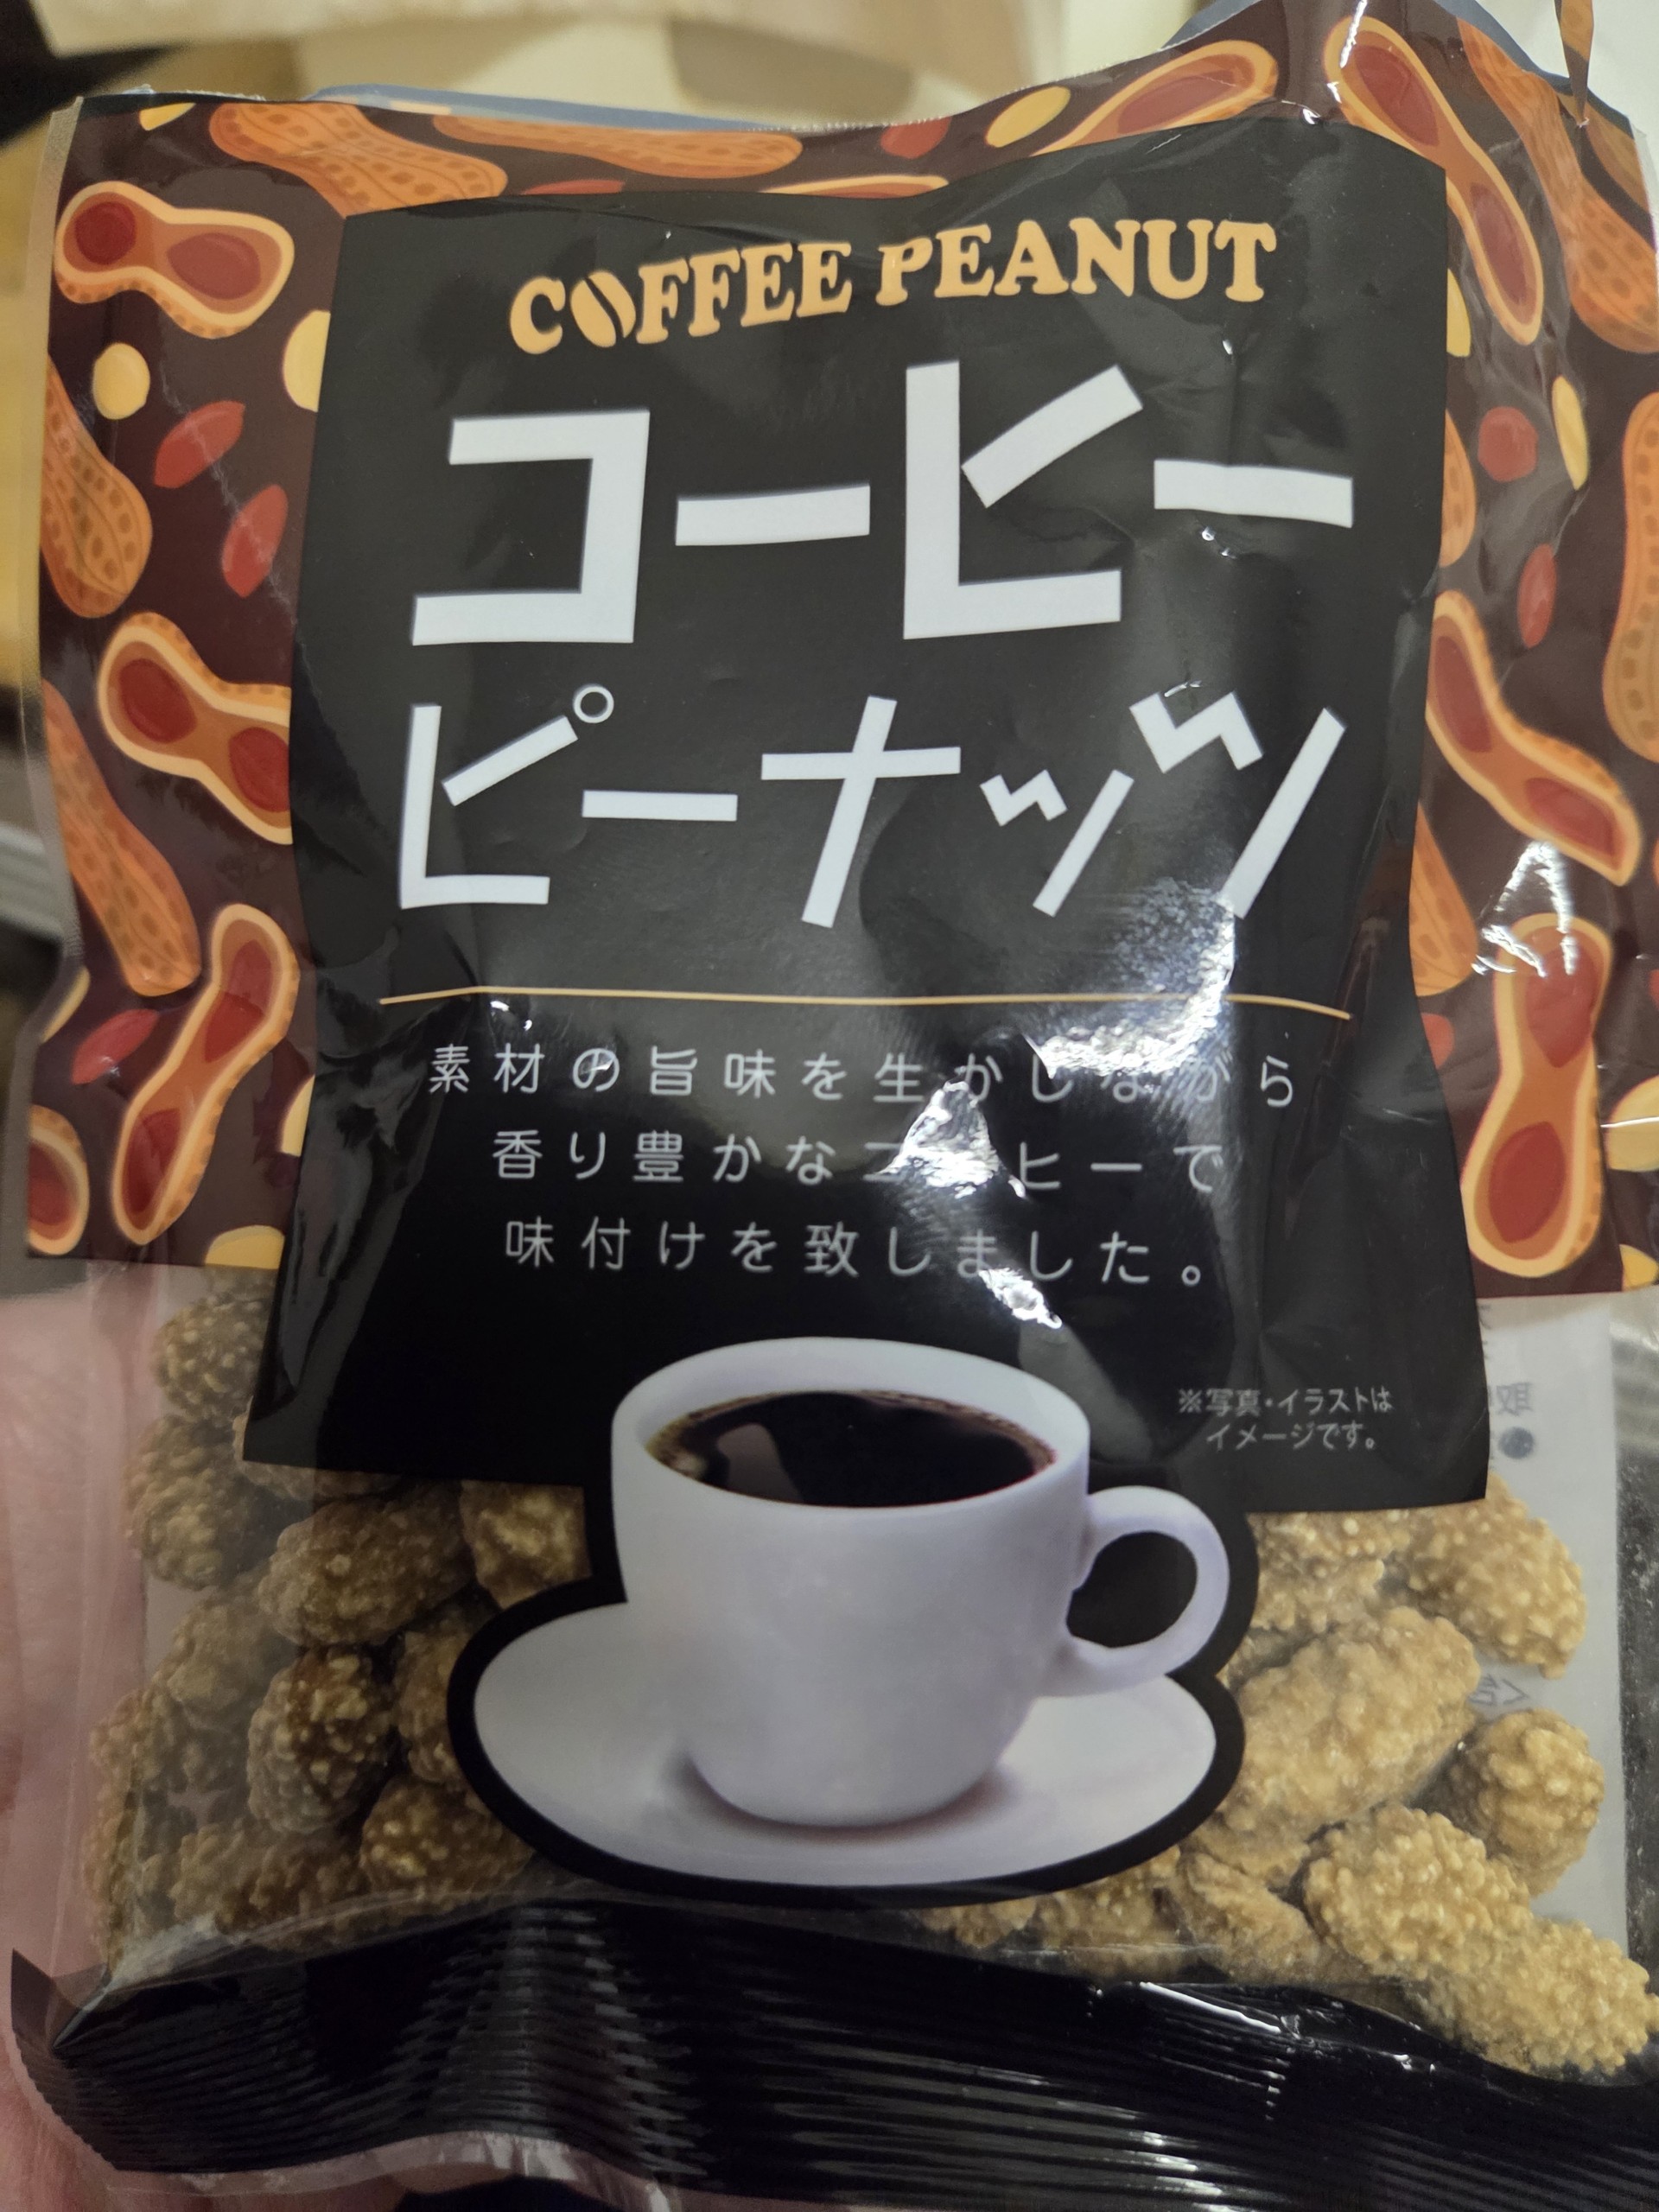 COFFEE PEANUT
コーヒー
ピーナッツ
素材の旨味を生かしながら
香り豊かなコーヒーで
味付けを致しました。
※写真・イラストは
イメージです。